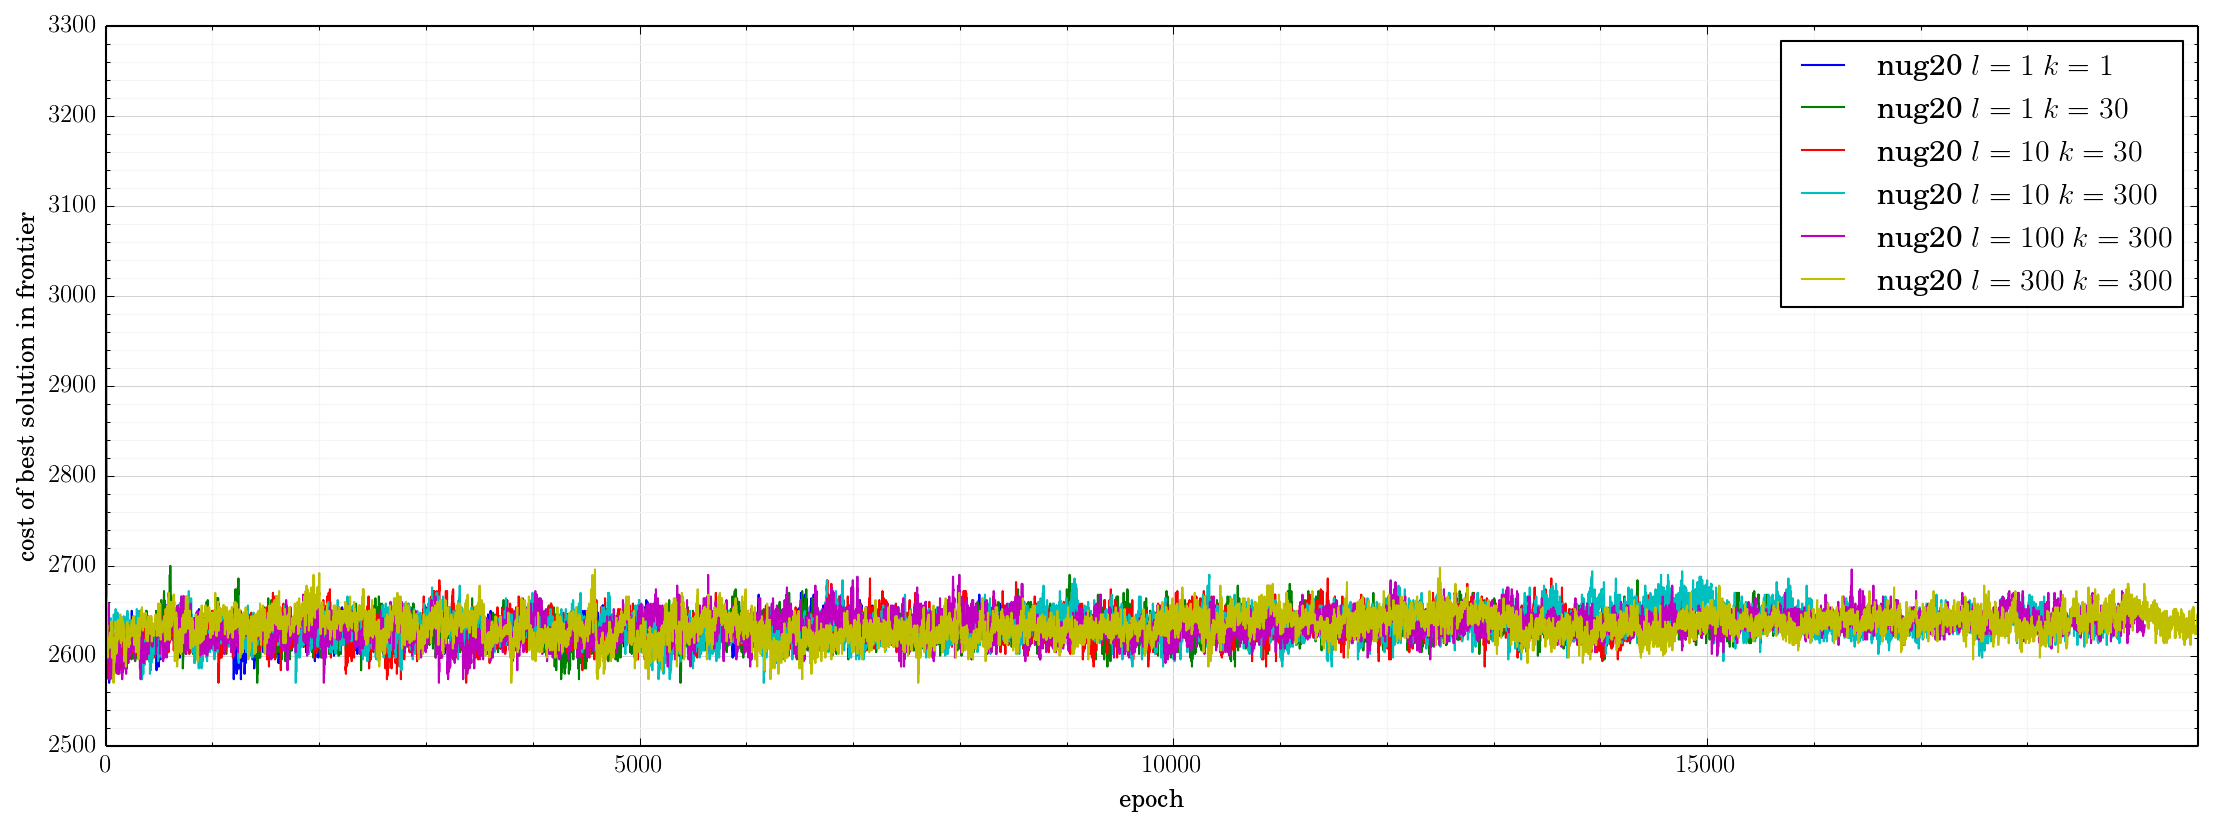 3300
3200
3100
3000
2900
2800
2700
2600
2500
cost of best solution in frontier
nug20 l = 1 k = 1
nug20 l = 1 k = 30
nug20 l = 10 k = 30
nug20 l = 10 k = 300
nug20 l = 100 k = 300
nug20 l = 300 k = 300
0 5000 10000 15000
epoch